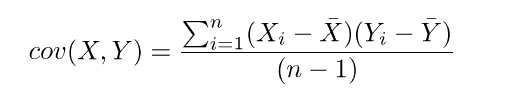 cov(X, Y) = \frac{\sum_{i=1}^{n}(X_i - \bar{X})(Y_i - \bar{Y})}{(n-1)}